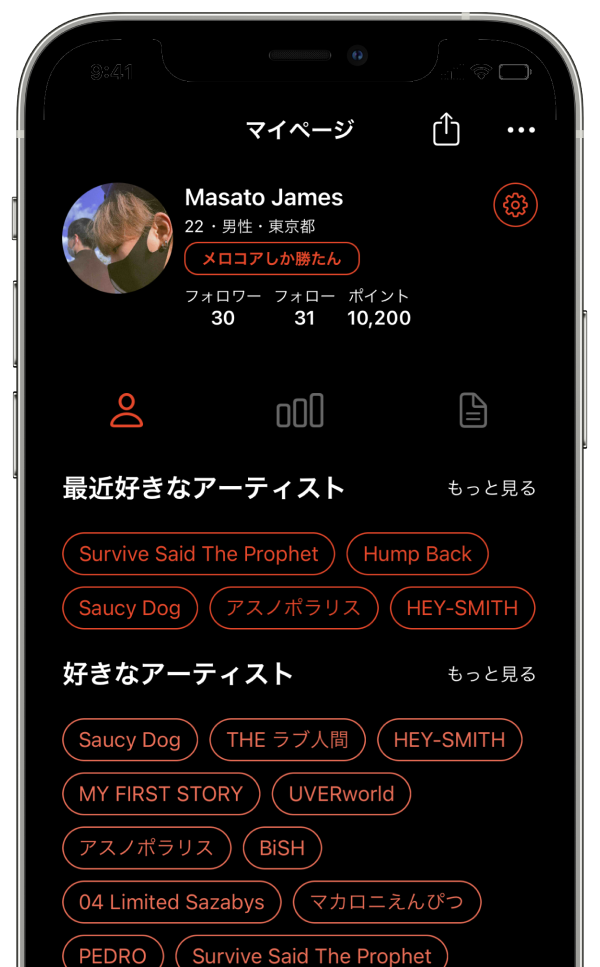 9:41
マイページ
Masato James
22・男性・東京都
メロコアしか勝たん
フォロワー フォロー ポイント
30 31 10,200
最近好きなアーティスト もっと見る
Survive Said The Prophet Hump Back
Saucy Dog アスノポラリス HEY-SMITH
好きなアーティスト もっと見る
Saucy Dog THE ラブ人間 HEY-SMITH
MY FIRST STORY UVERworld
アスノポラリス BiSH
04 Limited Sazabys マカロニえんぴつ
PEDRO Survive Said The Prophet